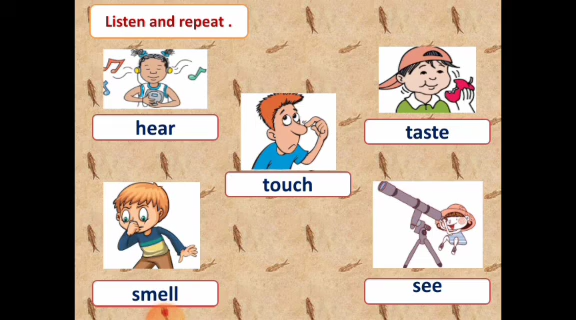 Listen and repeat .
hear
taste
touch
smell
see